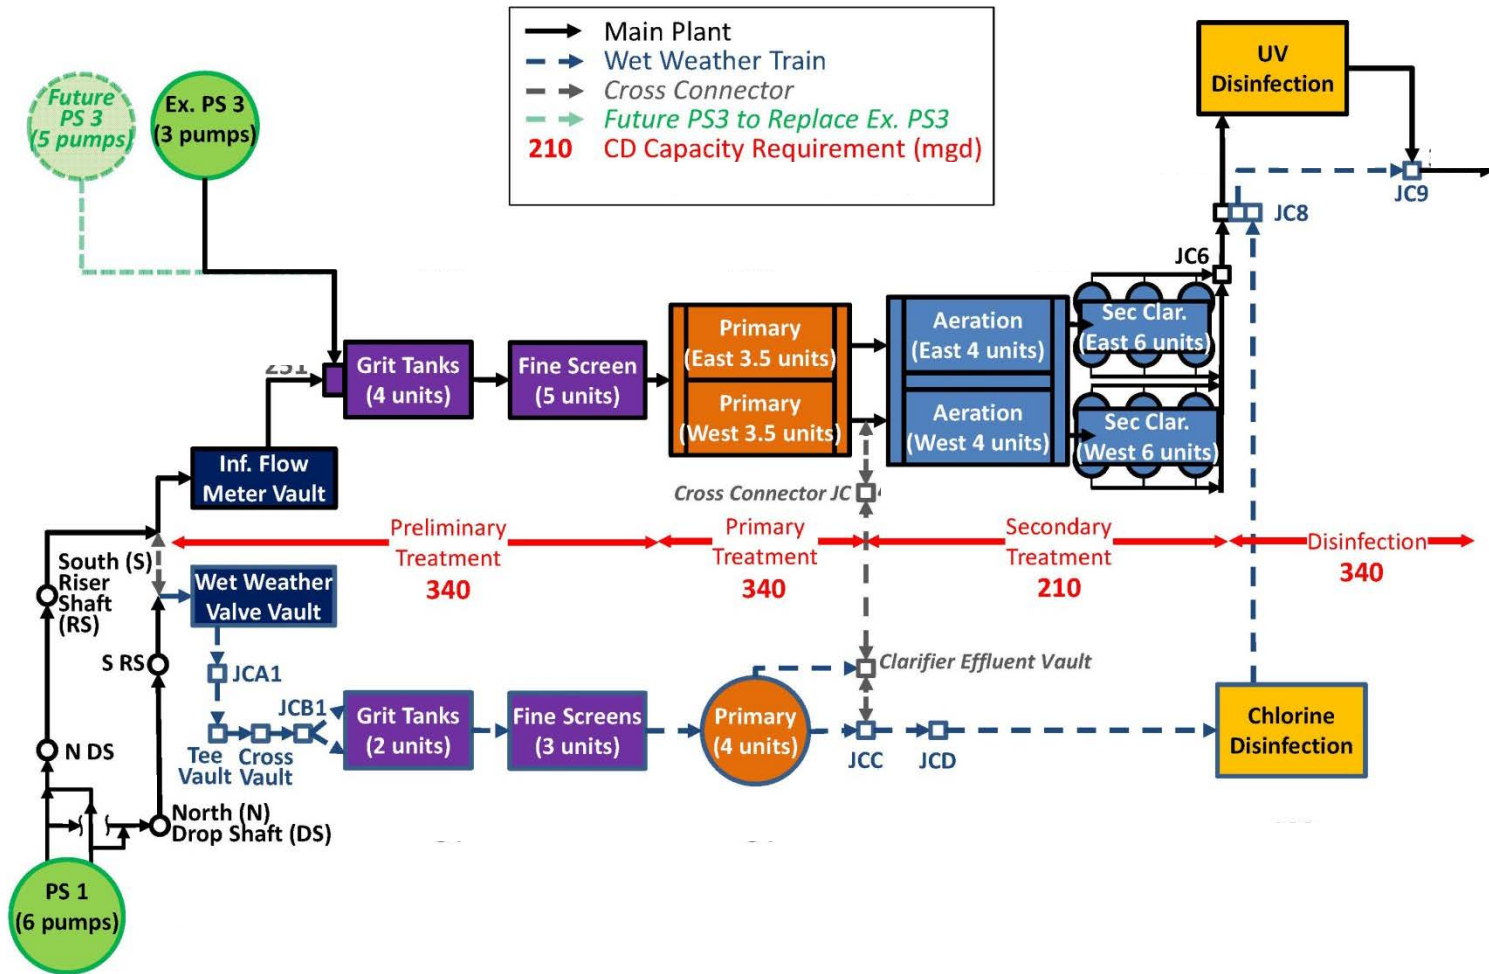 Main Plant
Wet Weather Train
Cross Connector
Future PS3 to Replace Ex. PS3
210 CD Capacity Requirement (mgd)
Future
PS 3
(5 pumps)
Ex. PS 3
(3 pumps)
UV
Disinfection
JC9
JC8
JC6
251
Grit Tanks
(4 units)
Fine Screen
(5 units)
Primary
(East 3.5 units)
Primary
(West 3.5 units)
Aeration
(East 4 units)
Aeration
(West 4 units)
Sec Clar.
(East 6 units)
Sec Clar.
(West 6 units)
Inf. Flow
Meter Vault
Cross Connector JC
Preliminary
Treatment
340
Primary
Treatment
340
Secondary
Treatment
210
Disinfection
340
South (S)
Riser
Shaft
(RS)
Wet Weather
Valve Vault
S RS
JCA1
Clarifier Effluent Vault
JCB1
Tee
Vault
Cross
Vault
Grit Tanks
(2 units)
Fine Screens
(3 units)
Primary
(4 units)
JCC
JCD
Chlorine
Disinfection
N DS
North (N)
Drop Shaft (DS)
PS 1
(6 pumps)